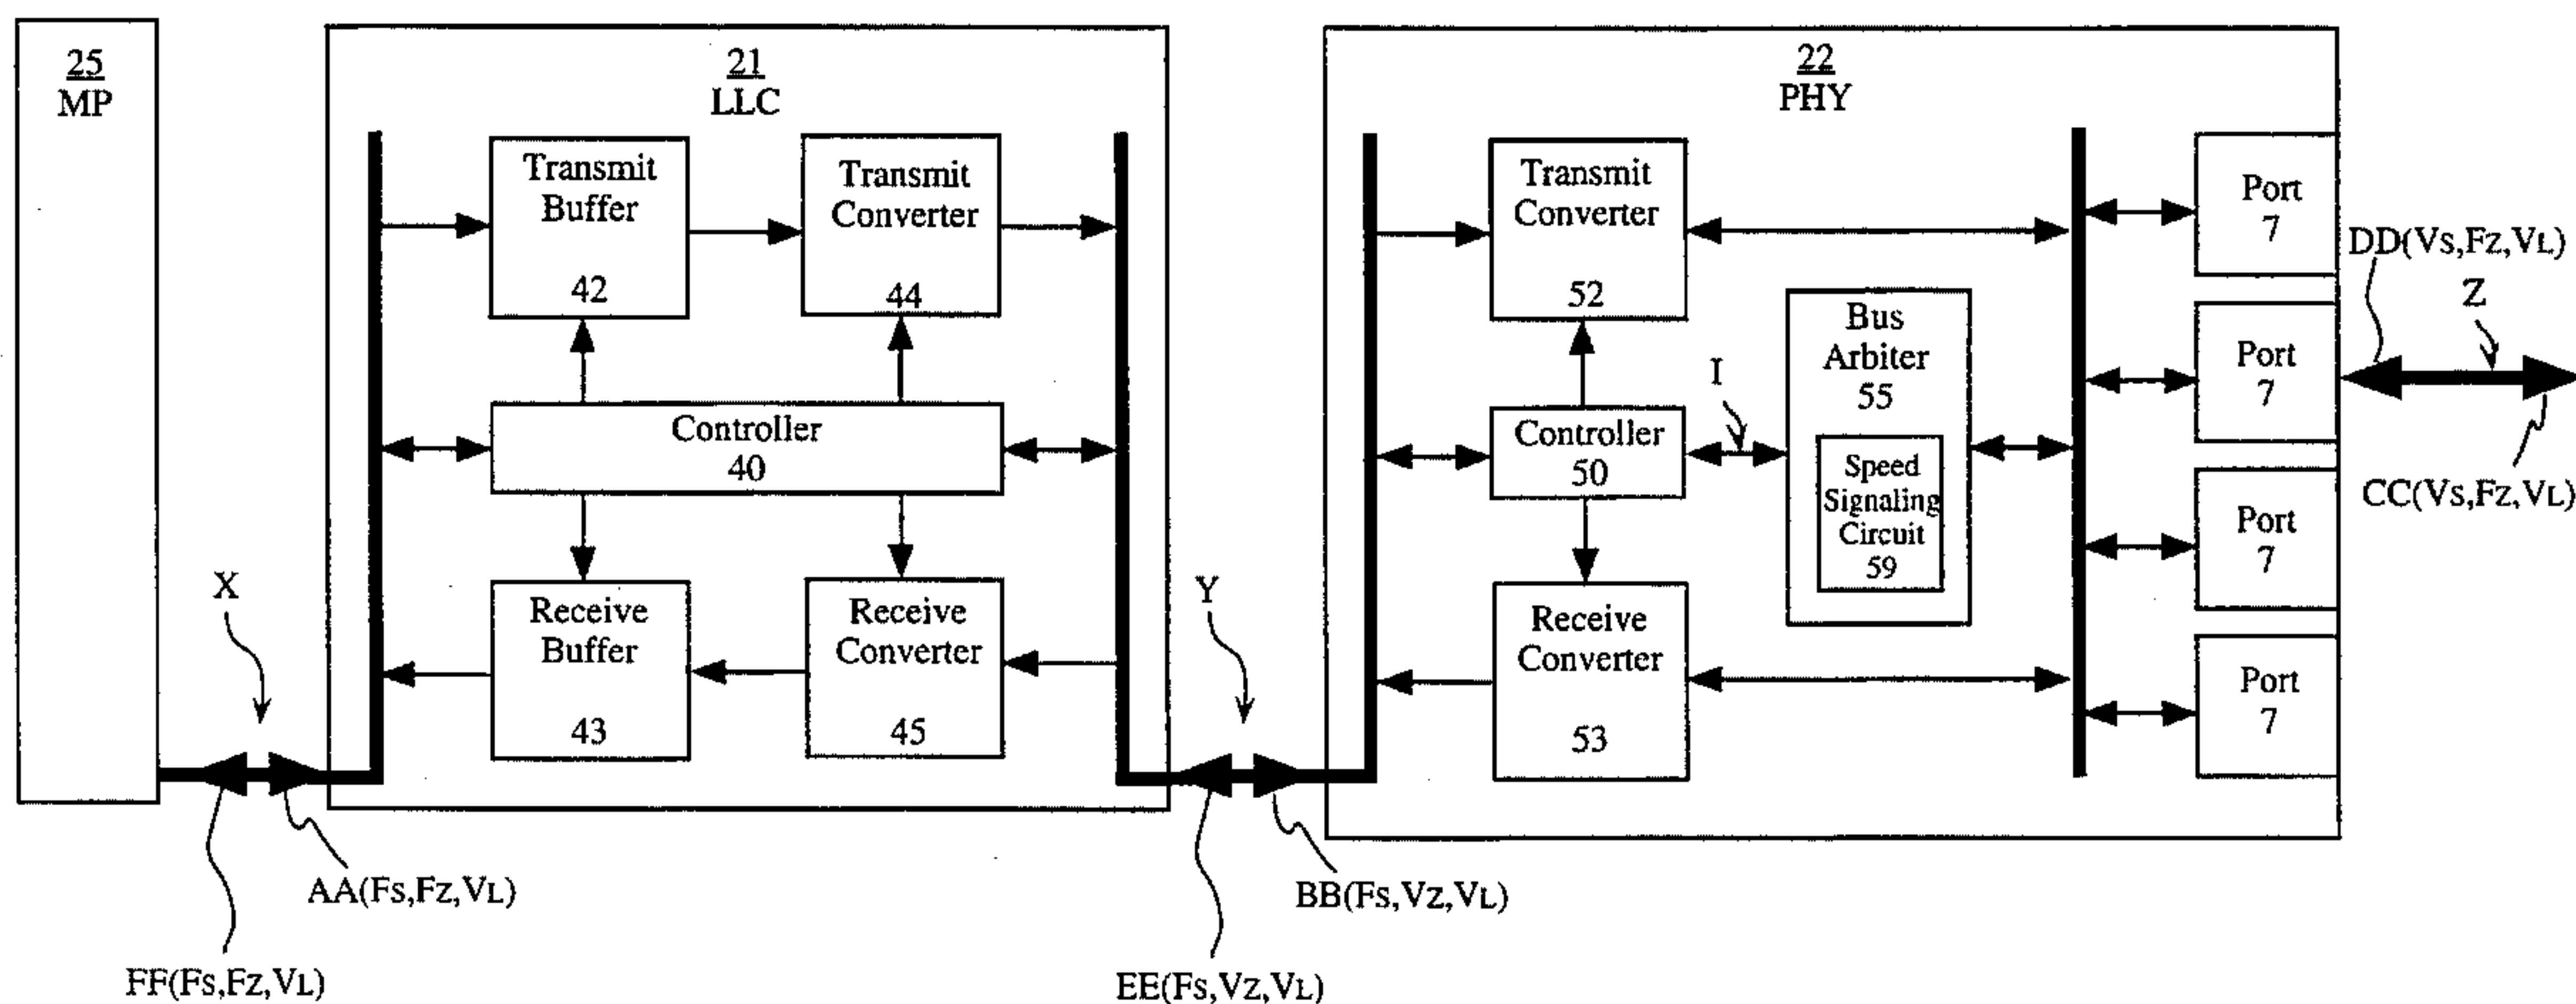 25
MP
21
LLC
22
PHY
Transmit
Buffer
42
Transmit
Converter
44
Controller
40
Receive
Buffer
43
Receive
Converter
45
Transmit
Converter
52
Controller
50
I
Bus
Arbiter
55
Speed
Signaling
Circuit
59
Receive
Converter
53
Port
7
Port
7
Port
7
Port
7
DD(VS,FZ,VL)
Z
CC(VS,FZ,VL)
X
Y
AA(FS,FZ,VL)
FF(FS,FZ,VL)
BB(FS,VZ,VL)
EE(FS,VZ,VL)